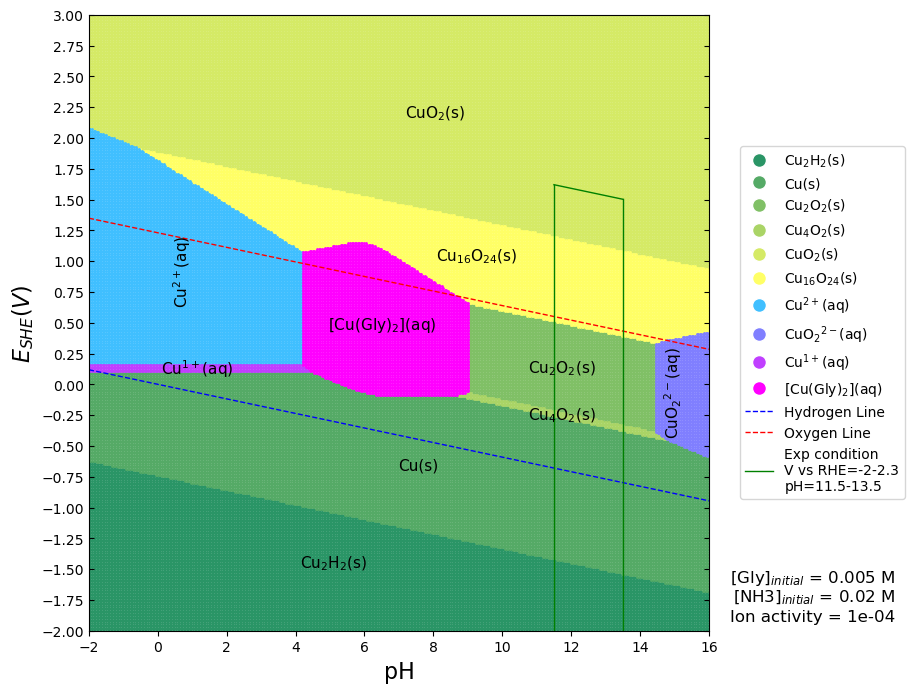 3.00
2.75
2.50
2.25
2.00
1.75
1.50
1.25
1.00
0.75
0.50
0.25
0.00
−0.25
−0.50
−0.75
−1.00
−1.25
−1.50
−1.75
−2.00
E_{SHE}(V)
−2 0 2 4 6 8 10 12 14 16
pH
CuO₂(s)
Cu₁₆O₂₄(s)
Cu²⁺(aq)
[Cu(Gly)₂](aq)
Cu¹⁺(aq)
Cu₂O₂(s)
CuO₂²⁻(aq)
Cu₄O₂(s)
Cu(s)
Cu₂H₂(s)
Cu₂H₂(s)
Cu(s)
Cu₂O₂(s)
Cu₄O₂(s)
CuO₂(s)
Cu₁₆O₂₄(s)
Cu²⁺(aq)
CuO₂²⁻(aq)
Cu¹⁺(aq)
[Cu(Gly)₂](aq)
Hydrogen Line
Oxygen Line
Exp condition
V vs RHE=-2-2.3
pH=11.5-13.5
[Gly]_{initial} = 0.005 M
[NH3]_{initial} = 0.02 M
Ion activity = 1e-04